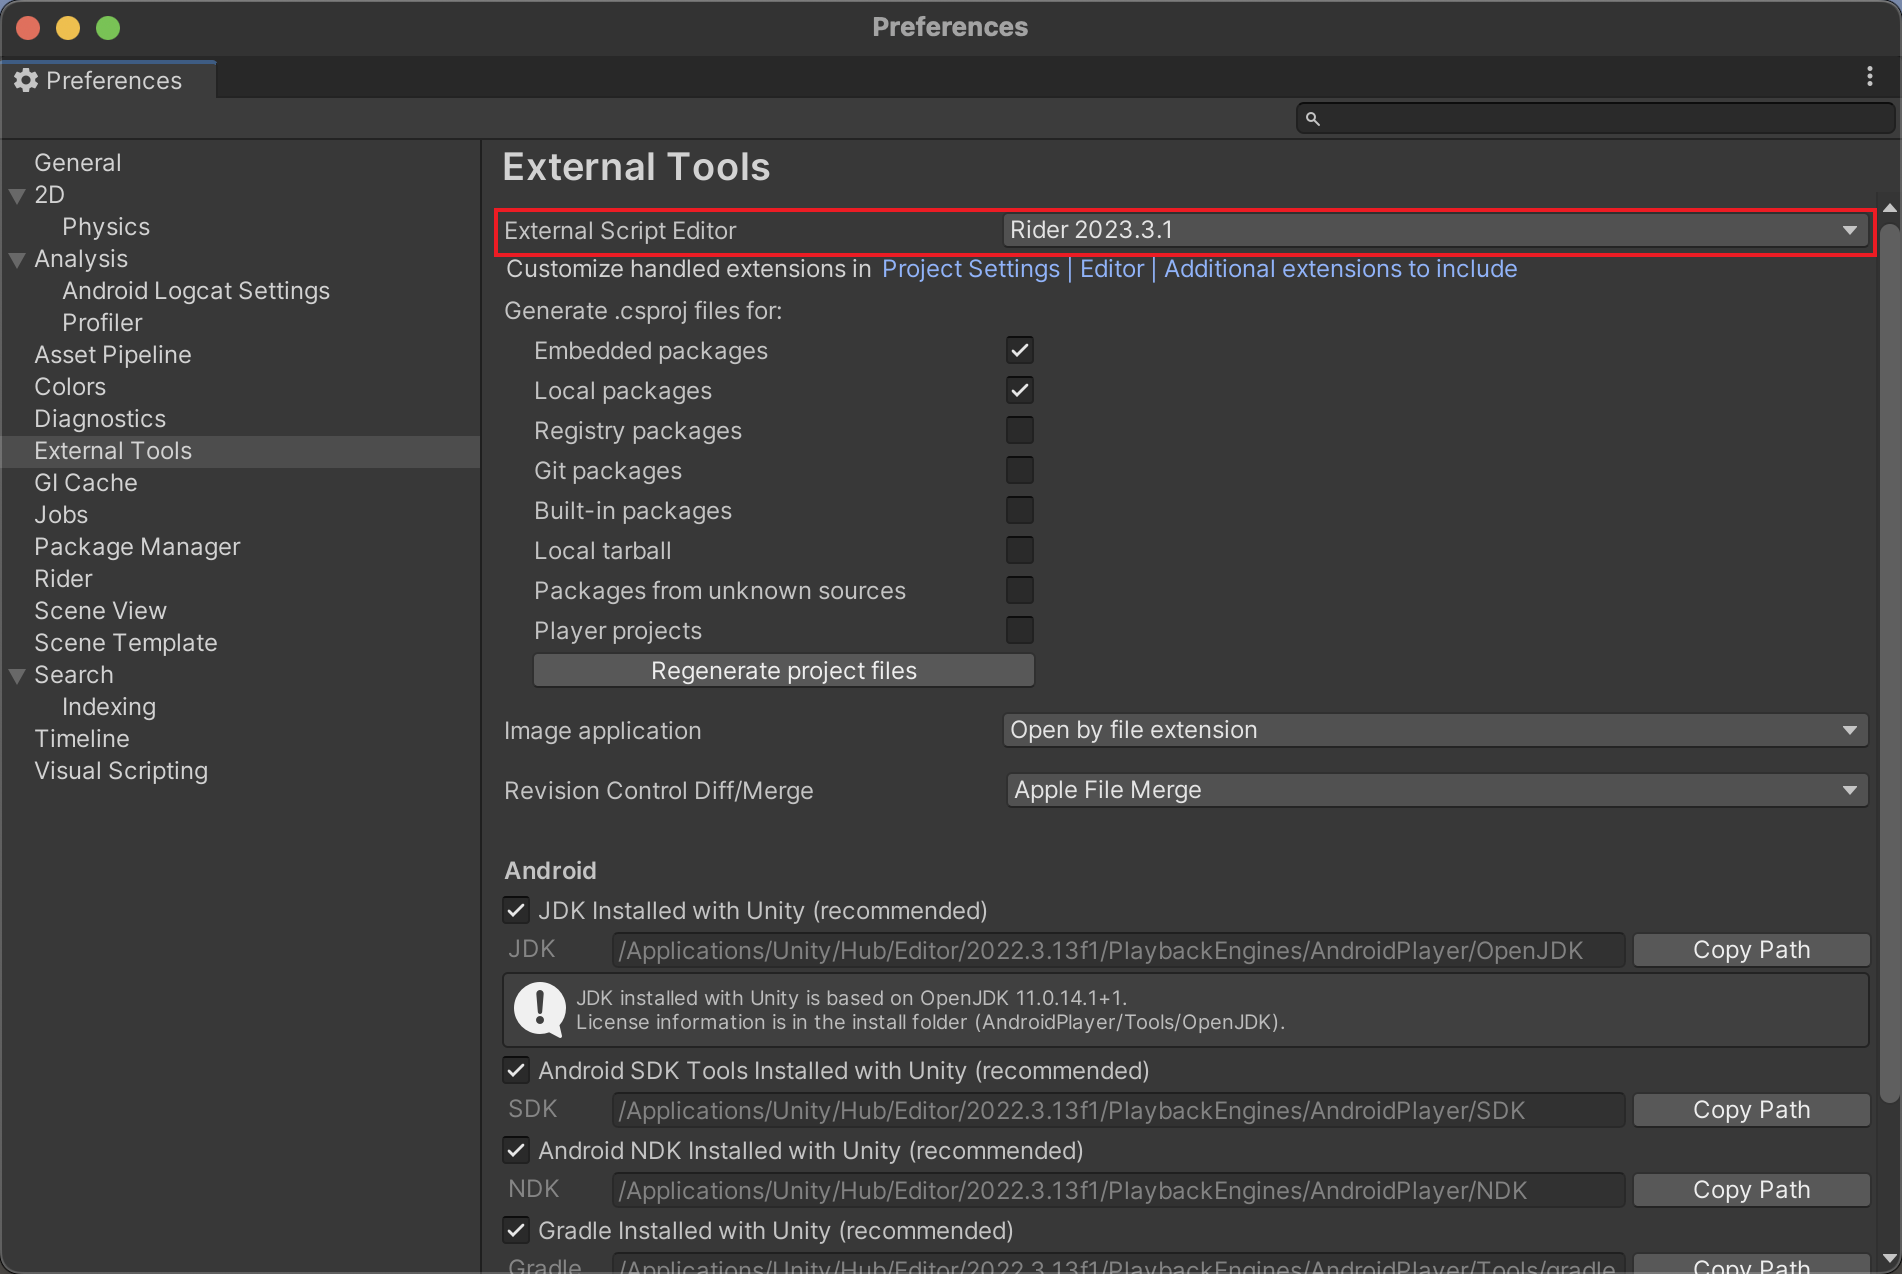 Preferences
Preferences
General
2D
Physics
Analysis
Android Logcat Settings
Profiler
Asset Pipeline
Colors
Diagnostics
External Tools
GI Cache
Jobs
Package Manager
Rider
Scene View
Scene Template
Search
Indexing
Timeline
Visual Scripting
External Tools
External Script Editor Rider 2023.3.1
Customize handled extensions in Project Settings | Editor | Additional extensions to include
Generate .csproj files for:
Embedded packages
Local packages
Registry packages
Git packages
Built-in packages
Local tarball
Packages from unknown sources
Player projects
Regenerate project files
Image application Open by file extension
Revision Control Diff/Merge Apple File Merge
Android
JDK Installed with Unity (recommended)
JDK /Applications/Unity/Hub/Editor/2022.3.13f1/PlaybackEngines/AndroidPlayer/OpenJDK Copy Path
JDK installed with Unity is based on OpenJDK 11.0.14.1+1.
License information is in the install folder (AndroidPlayer/Tools/OpenJDK).
Android SDK Tools Installed with Unity (recommended)
SDK /Applications/Unity/Hub/Editor/2022.3.13f1/PlaybackEngines/AndroidPlayer/SDK Copy Path
Android NDK Installed with Unity (recommended)
NDK /Applications/Unity/Hub/Editor/2022.3.13f1/PlaybackEngines/AndroidPlayer/NDK Copy Path
Gradle Installed with Unity (recommended)
Gradle /Applications/Unity/Hub/Editor/2022.3.13f1/PlaybackEngines/AndroidPlayer/Tools/gradle Copy Path